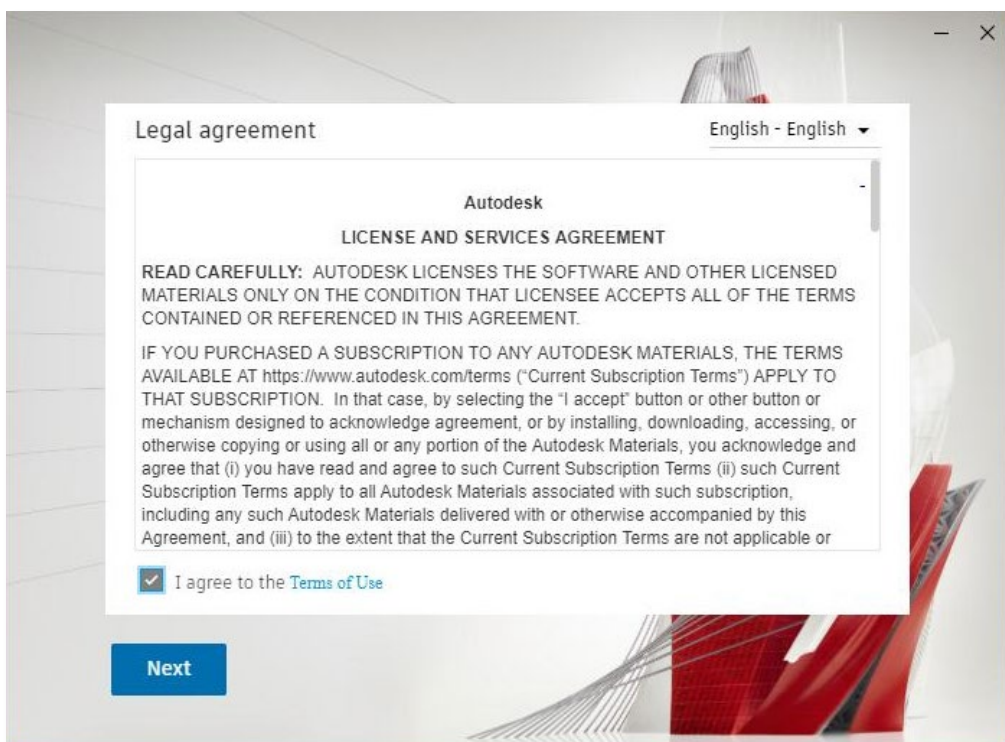 Legal agreement
English - English
Autodesk
LICENSE AND SERVICES AGREEMENT
READ CAREFULLY: AUTODESK LICENSES THE SOFTWARE AND OTHER LICENSED
MATERIALS ONLY ON THE CONDITION THAT LICENSEE ACCEPTS ALL OF THE TERMS
CONTAINED OR REFERENCED IN THIS AGREEMENT.
IF YOU PURCHASED A SUBSCRIPTION TO ANY AUTODESK MATERIALS, THE TERMS
AVAILABLE AT https://www.autodesk.com/terms (“Current Subscription Terms”) APPLY TO
THAT SUBSCRIPTION. In that case, by selecting the “I accept” button or other button or
mechanism designed to acknowledge agreement, or by installing, downloading, accessing, or
otherwise copying or using all or any portion of the Autodesk Materials, you acknowledge and
agree that (i) you have read and agree to such Current Subscription Terms (ii) such Current
Subscription Terms apply to all Autodesk Materials associated with such subscription,
including any such Autodesk Materials delivered with or otherwise accompanied by this
Agreement, and (iii) to the extent that the Current Subscription Terms are not applicable or
I agree to the Terms of Use
Next